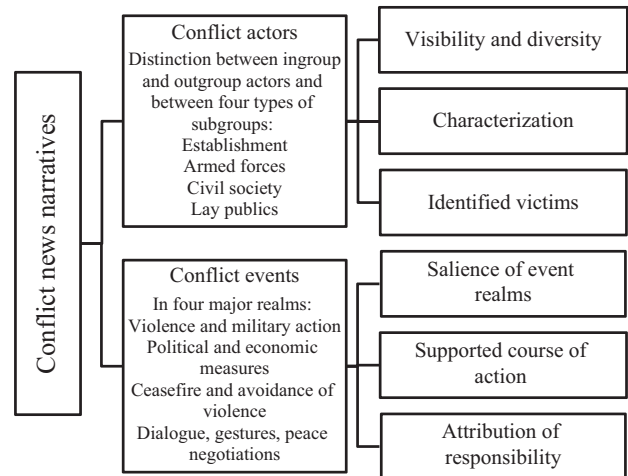 Conflict news narratives
Conflict actors
Distinction between ingroup
and outgroup actors and
between four types of
subgroups:
Establishment
Armed forces
Civil society
Lay publics
Conflict events
In four major realms:
Violence and military action
Political and economic
measures
Ceasefire and avoidance of
violence
Dialogue, gestures, peace
negotiations
Visibility and diversity
Characterization
Identified victims
Salience of event
realms
Supported course of
action
Attribution of
responsibility